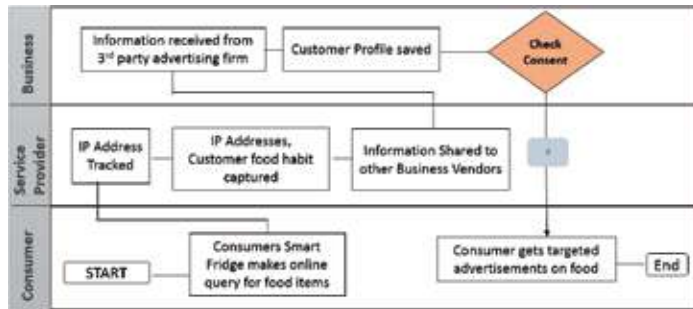 Business
Information received from
3rd party advertising firm
Customer Profile saved
Check
Consent
Service
Provider
IP Address
Tracked
IP Addresses,
Customer food habit
captured
Information Shared to
other Business Vendors
Consumer
START
Consumers Smart
Fridge makes online
query for food items
Consumer gets targeted
advertisements on food
End